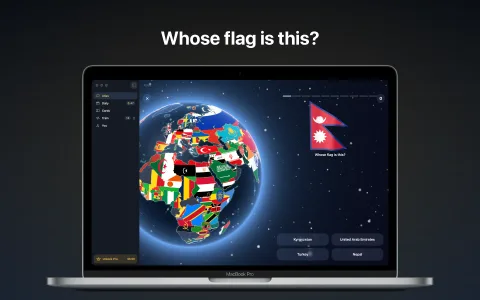 Whose flag is this?
Whose flag is this?
Kyrgyzstan
United Arab Emirates
Turkey
Nepal
MacBook Pro